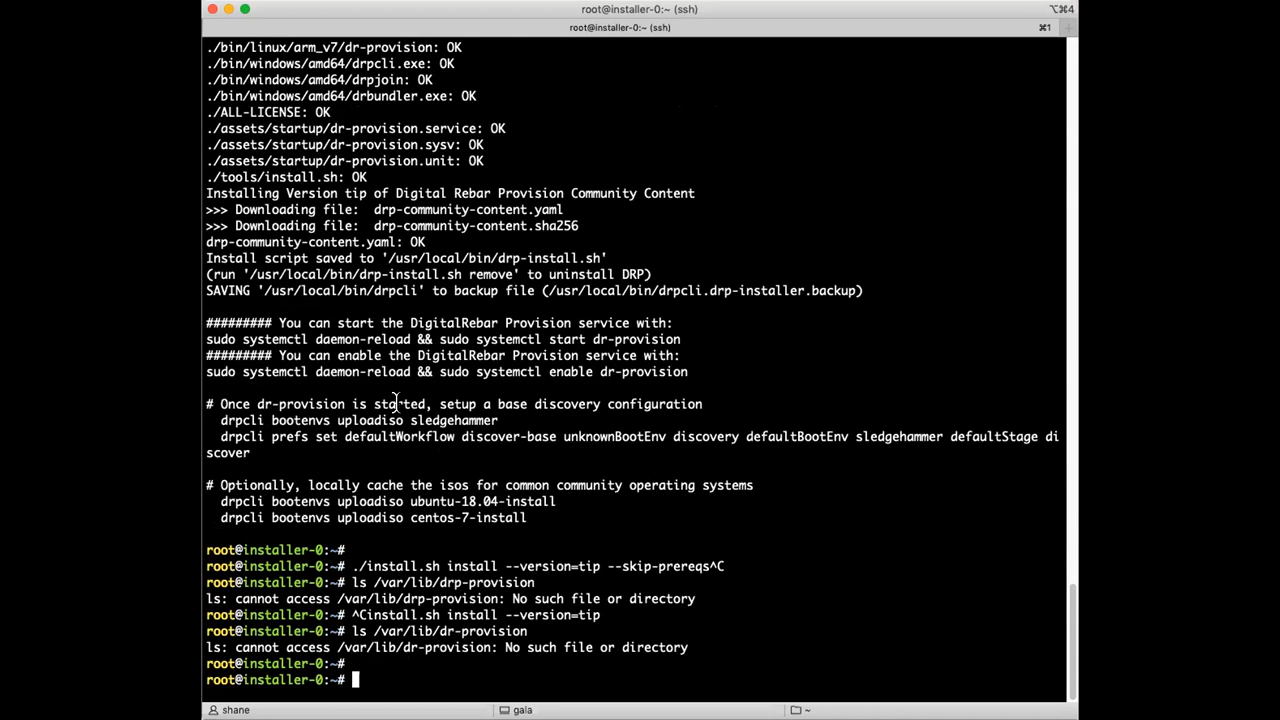 root@installer-0:~ (ssh)
⌥⌘4
root@installer-0:~ (ssh)
⌘1
./bin/linux/arm_v7/dr-provision: OK
./bin/windows/amd64/drpcli.exe: OK
./bin/windows/amd64/drpjoin: OK
./bin/windows/amd64/drbundler.exe: OK
./ALL-LICENSE: OK
./assets/startup/dr-provision.service: OK
./assets/startup/dr-provision.sysv: OK
./assets/startup/dr-provision.unit: OK
./tools/install.sh: OK
Installing Version tip of Digital Rebar Provision Community Content
>>> Downloading file:  drp-community-content.yaml
>>> Downloading file:  drp-community-content.sha256
drp-community-content.yaml: OK
Install script saved to '/usr/local/bin/drp-install.sh'
(run '/usr/local/bin/drp-install.sh remove' to uninstall DRP)
SAVING '/usr/local/bin/drpcli' to backup file (/usr/local/bin/drpcli.drp-installer.backup)
######### You can start the DigitalRebar Provision service with:
sudo systemctl daemon-reload && sudo systemctl start dr-provision
######### You can enable the DigitalRebar Provision service with:
sudo systemctl daemon-reload && sudo systemctl enable dr-provision
# Once dr-provision is started, setup a base discovery configuration
  drpcli bootenvs uploadiso sledgehammer
  drpcli prefs set defaultWorkflow discover-base unknownBootEnv discovery defaultBootEnv sledgehammer defaultStage di
scover
# Optionally, locally cache the isos for common community operating systems
  drpcli bootenvs uploadiso ubuntu-18.04-install
  drpcli bootenvs uploadiso centos-7-install
root@installer-0:~#
root@installer-0:~# ./install.sh install --version=tip --skip-prereqs^C
root@installer-0:~# ls /var/lib/drp-provision
ls: cannot access /var/lib/drp-provision: No such file or directory
root@installer-0:~# ^Cinstall.sh install --version=tip
root@installer-0:~# ls /var/lib/dr-provision
ls: cannot access /var/lib/dr-provision: No such file or directory
root@installer-0:~#
root@installer-0:~#
shane
gala
~